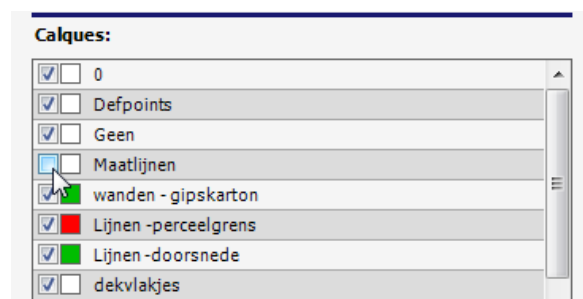 Calques:
0
Defpoints
Geen
Maatlijnen
wanden - gipskarton
Lijnen -perceelgrens
Lijnen -doorsnede
dekvlakjes